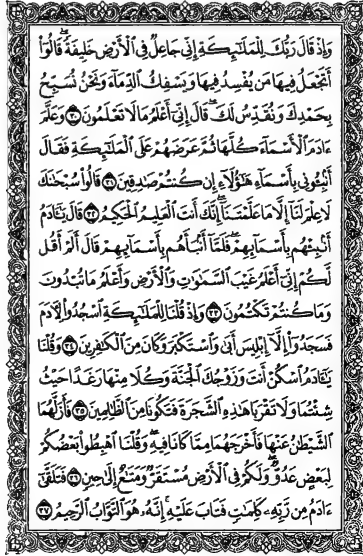 وَإِذْ قَالَ رَبُّكَ لِلْمَلَٰٓئِكَةِ إِنِّي جَاعِلٌ فِي ٱلْأَرْضِ خَلِيفَةً ۖ قَالُوٓا۟
أَتَجْعَلُ فِيهَا مَن يُفْسِدُ فِيهَا وَيَسْفِكُ ٱلدِّمَآءَ وَنَحْنُ نُسَبِّحُ
بِحَمْدِكَ وَنُقَدِّسُ لَكَ ۖ قَالَ إِنِّيٓ أَعْلَمُ مَا لَا تَعْلَمُونَ ٣٠ وَعَلَّمَ
ءَادَمَ ٱلْأَسْمَآءَ كُلَّهَا ثُمَّ عَرَضَهُمْ عَلَى ٱلْمَلَٰٓئِكَةِ فَقَالَ
أَنۢبِـُٔونِي بِأَسْمَآءِ هَٰٓؤُلَآءِ إِن كُنتُمْ صَٰدِقِينَ ٣١ قَالُوا۟ سُبْحَٰنَكَ
لَا عِلْمَ لَنَآ إِلَّا مَا عَلَّمْتَنَآ ۖ إِنَّكَ أَنتَ ٱلْعَلِيمُ ٱلْحَكِيمُ ٣٢ قَالَ يَٰٓـَٔادَمُ
أَنۢبِئْهُم بِأَسْمَآئِهِمْ ۖ فَلَمَّآ أَنۢبَأَهُم بِأَسْمَآئِهِمْ قَالَ أَلَمْ أَقُل
لَّكُمْ إِنِّيٓ أَعْلَمُ غَيْبَ ٱلسَّمَٰوَٰتِ وَٱلْأَرْضِ وَأَعْلَمُ مَا تُبْدُونَ
وَمَا كُنتُمْ تَكْتُمُونَ ٣٣ وَإِذْ قُلْنَا لِلْمَلَٰٓئِكَةِ ٱسْجُدُوا۟ لِـَٔادَمَ
فَسَجَدُوٓا۟ إِلَّآ إِبْلِيسَ أَبَىٰ وَٱسْتَكْبَرَ وَكَانَ مِنَ ٱلْكَٰفِرِينَ ٣٤ وَقُلْنَا
يَٰٓـَٔادَمُ ٱسْكُنْ أَنتَ وَزَوْجُكَ ٱلْجَنَّةَ وَكُلَا مِنْهَا رَغَدًا حَيْثُ
شِئْتُمَا وَلَا تَقْرَبَا هَٰذِهِ ٱلشَّجَرَةَ فَتَكُونَا مِنَ ٱلظَّٰلِمِينَ ٣٥ فَأَزَلَّهُمَا
ٱلشَّيْطَٰنُ عَنْهَا فَأَخْرَجَهُمَا مِمَّا كَانَا فِيهِ ۖ وَقُلْنَا ٱهْبِطُوا۟ بَعْضُكُمْ
لِبَعْضٍ عَدُوٌّ ۖ وَلَكُمْ فِي ٱلْأَرْضِ مُسْتَقَرٌّ وَمَتَٰعٌ إِلَىٰ حِينٍ ٣٦ فَتَلَقَّىٰٓ
ءَادَمُ مِن رَّبِّهِۦ كَلِمَٰتٍ فَتَابَ عَلَيْهِ ۚ إِنَّهُۥ هُوَ ٱلتَّوَّابُ ٱلرَّحِيمُ ٣٧